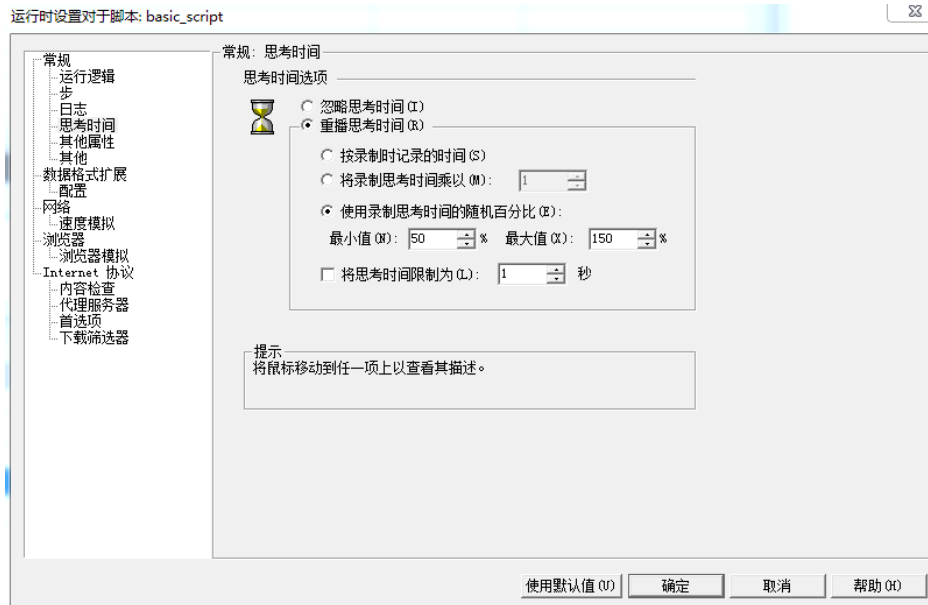 运行时设置对于脚本: basic_script
常规
运行逻辑
步
日志
思考时间
其他属性
其他
数据格式扩展
配置
网络
速度模拟
浏览器
浏览器模拟
Internet 协议
内容检查
代理服务器
首选项
下载筛选器
常规: 思考时间
思考时间选项
忽略思考时间(I)
重播思考时间(R)
按录制时记录的时间(S)
将录制思考时间乘以(M): 1
使用录制思考时间的随机百分比(E):
最小值(N): 50 % 最大值(X): 150 %
将思考时间限制为(L): 1 秒
提示
将鼠标移动到任一项上以查看其描述。
使用默认值(U) 确定 取消 帮助(H)